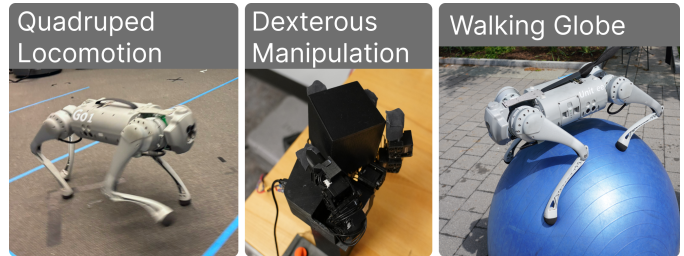 Quadruped
Locomotion
Dexterous
Manipulation
Walking Globe
GO1